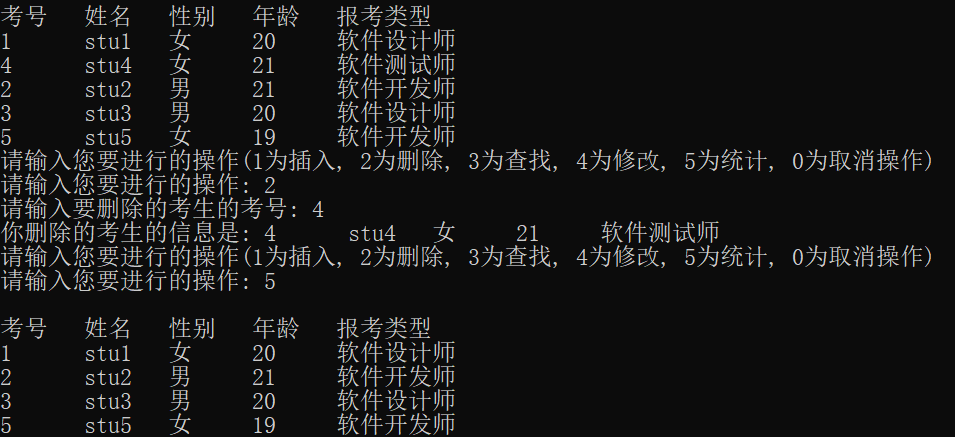 考号 姓名 性别 年龄 报考类型
1 stu1 女 20 软件设计师
4 stu4 女 21 软件测试师
2 stu2 男 21 软件开发师
3 stu3 男 20 软件设计师
5 stu5 女 19 软件开发师
请输入您要进行的操作(1为插入, 2为删除, 3为查找, 4为修改, 5为统计, 0为取消操作)
请输入您要进行的操作: 2
请输入要删除的考生的考号: 4
你删除的考生的信息是: 4 stu4 女 21 软件测试师
请输入您要进行的操作(1为插入, 2为删除, 3为查找, 4为修改, 5为统计, 0为取消操作)
请输入您要进行的操作: 5
考号 姓名 性别 年龄 报考类型
1 stu1 女 20 软件设计师
2 stu2 男 21 软件开发师
3 stu3 男 20 软件设计师
5 stu5 女 19 软件开发师